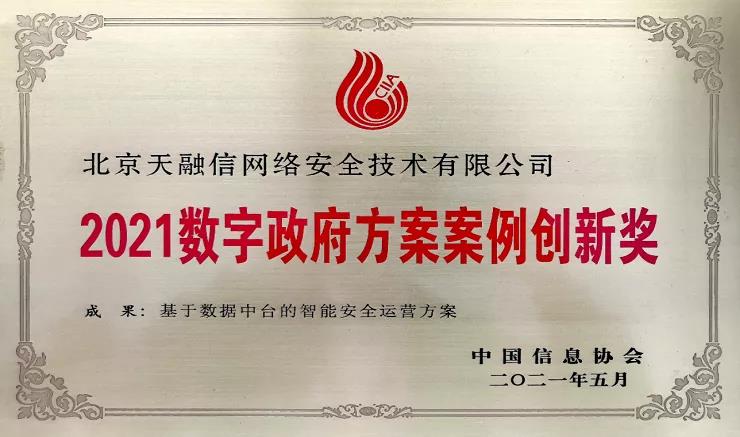 CIIA
北京天融信网络安全技术有限公司
2021数字政府方案案例创新奖
成 果：基于数据中台的智能安全运营方案
中国信息协会
二〇二一年五月